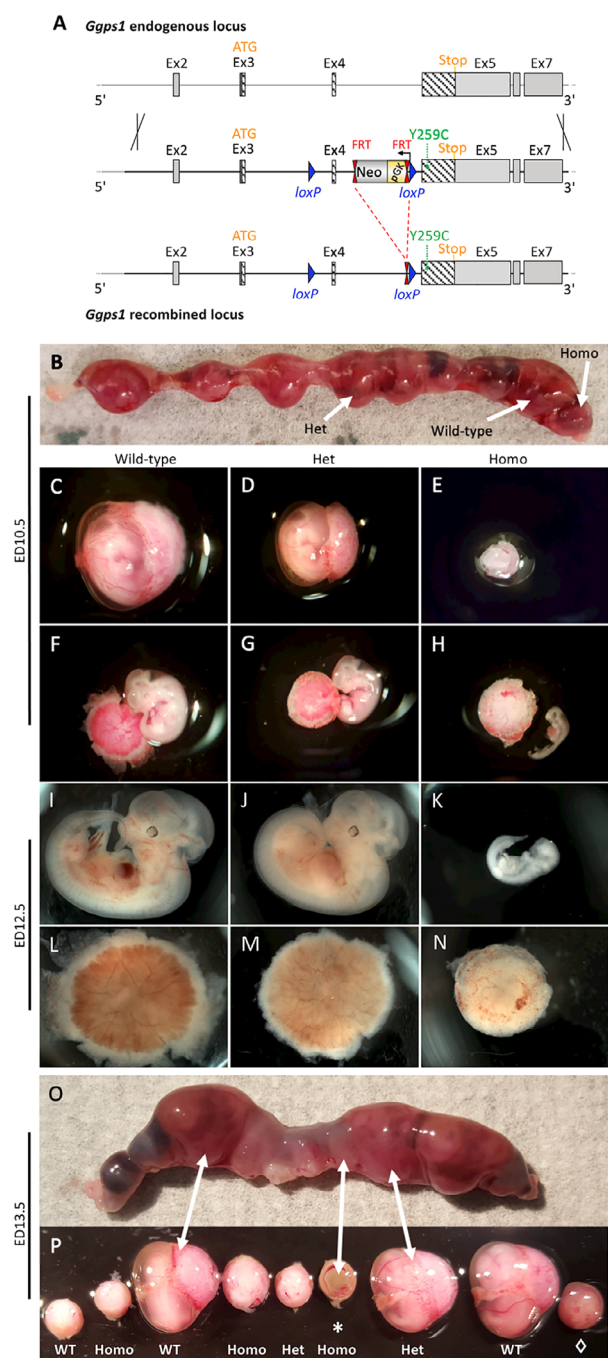 A
Ggps1 endogenous locus
ATG
Stop
Ex2 Ex3 Ex4 Ex5 Ex7
5' 3'
ATG FRT FRT Y259C Stop
Ex2 Ex3 Ex4 Ex5 Ex7
Neo PGK
5' loxP loxP 3'
ATG Y259C Stop
Ex2 Ex3 Ex4 Ex5 Ex7
5' loxP loxP 3'
Ggps1 recombined locus
B
Homo
Het
Wild-type
Wild-type Het Homo
ED10.5
C D E
F G H
ED12.5
I J K
L M N
ED13.5
O
P
WT Homo WT Homo Het Homo Het WT ◊
*